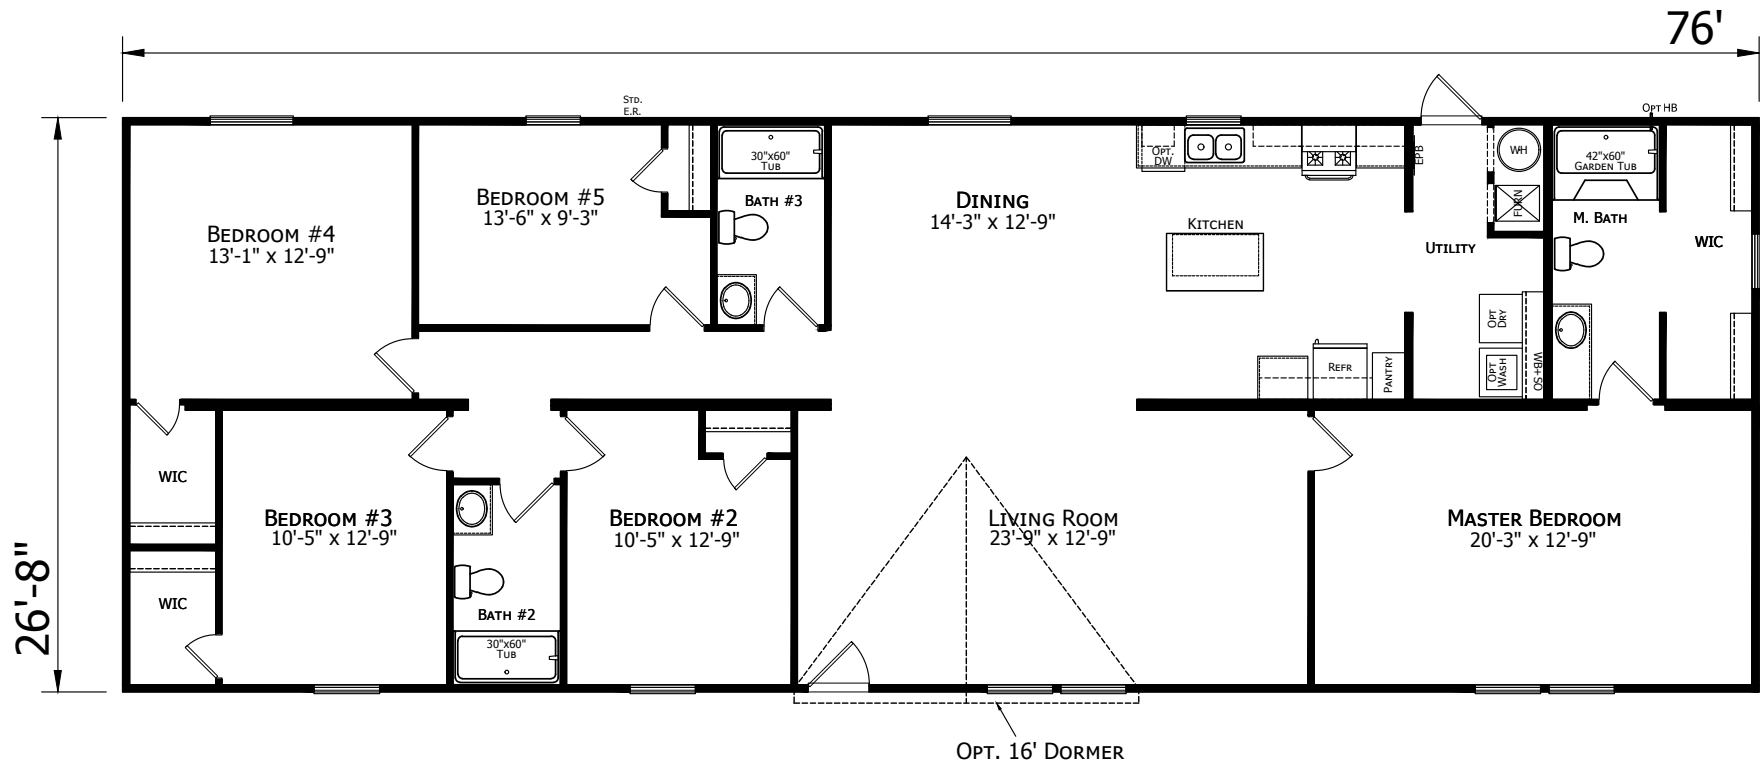 76'
STD.
E.R.
OPT HB
26'-8"
BEDROOM #4
13'-1" x 12'-9"
BEDROOM #5
13'-6" x 9'-3"
30"x60"
TUB
BATH #3
DINING
14'-3" x 12'-9"
OPT.
DW
KITCHEN
EPB
UTILITY
WH
FURN
42"x60"
GARDEN TUB
M. BATH
WIC
OPT
DRY
OPT
WASH
WB+SO
REFR
PANTRY
WIC
WIC
BEDROOM #3
10'-5" x 12'-9"
BATH #2
30"x60"
TUB
BEDROOM #2
10'-5" x 12'-9"
LIVING ROOM
23'-9" x 12'-9"
MASTER BEDROOM
20'-3" x 12'-9"
OPT. 16' DORMER